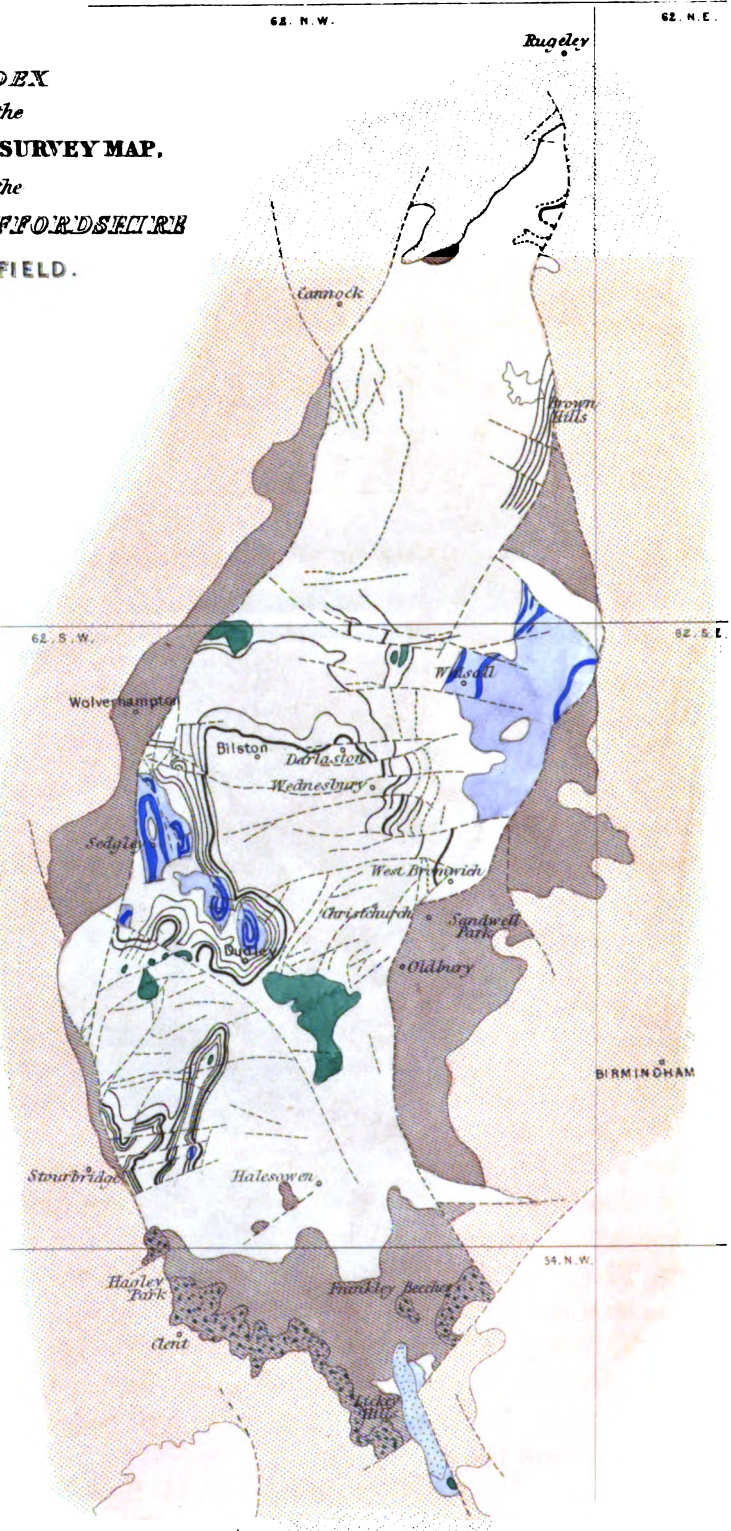 62. N.W.
62. N.E.
Rugeley
DEX
the
SURVEY MAP,
the
FFORDSHIRE
FIELD.
Cannock
Brown
Hills
62. S.W.
62. S.E.
Walsall
Wolverhampton
Bilston
Darlaston
Wednesbury
Sedgley
West Bromwich
Christchurch
Sandwell
Park
Dudley
Oldbury
BIRMINGHAM
Stourbridge
Halesowen
54. N.W.
Hagley
Park
Frankley Beeches
Clent
Lickey
Hills